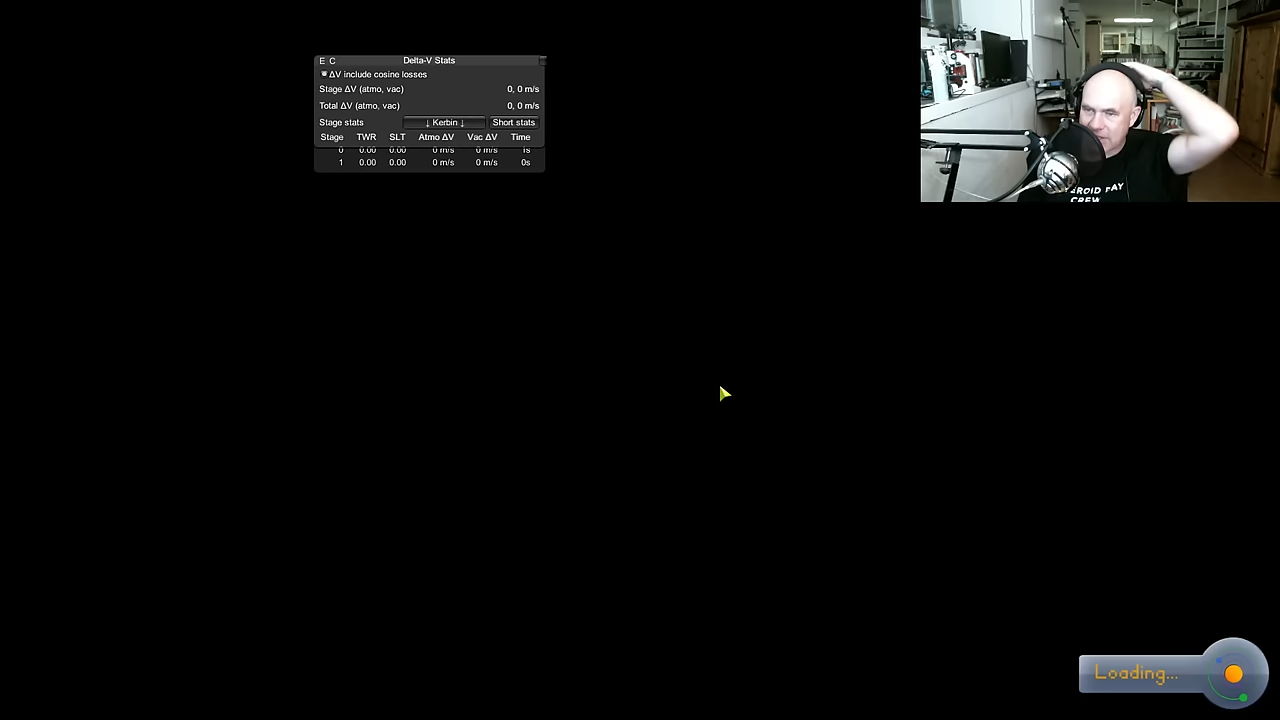 E C Delta-V Stats
ΔV include cosine losses
Stage ΔV (atmo, vac) 0, 0 m/s
Total ΔV (atmo, vac) 0, 0 m/s
Stage stats ↓ Kerbin ↓ Short stats
Stage TWR SLT Atmo ΔV Vac ΔV Time
0 0.00 0.00 0 m/s 0 m/s 1s
1 0.00 0.00 0 m/s 0 m/s 0s
CREW
Loading...